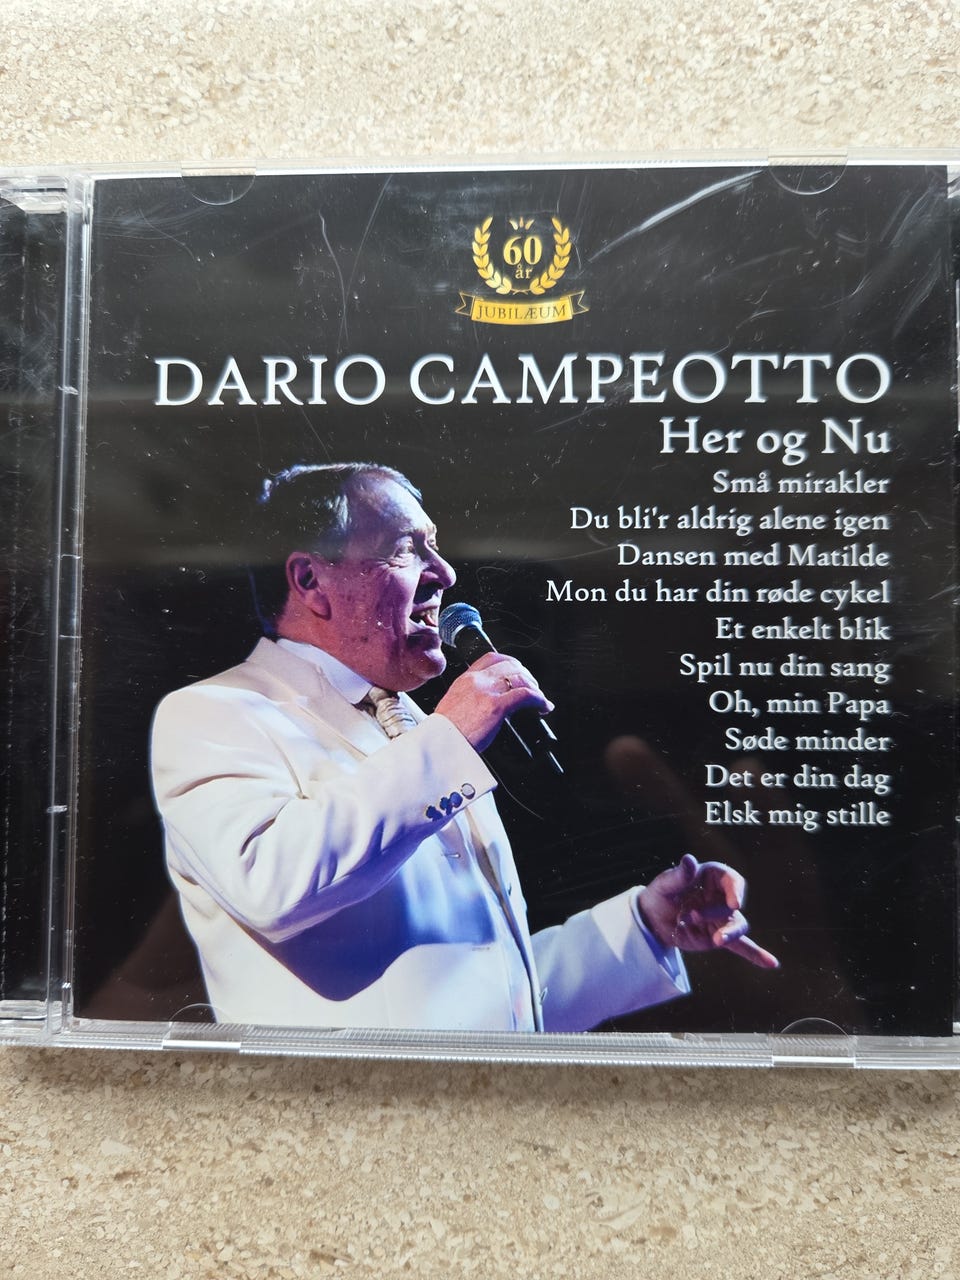 60
år
JUBILÆUM
DARIO CAMPEOTTO
Her og Nu
Små mirakler
Du bli'r aldrig alene igen
Dansen med Matilde
Mon du har din røde cykel
Et enkelt blik
Spil nu din sang
Oh, min Papa
Søde minder
Det er din dag
Elsk mig stille